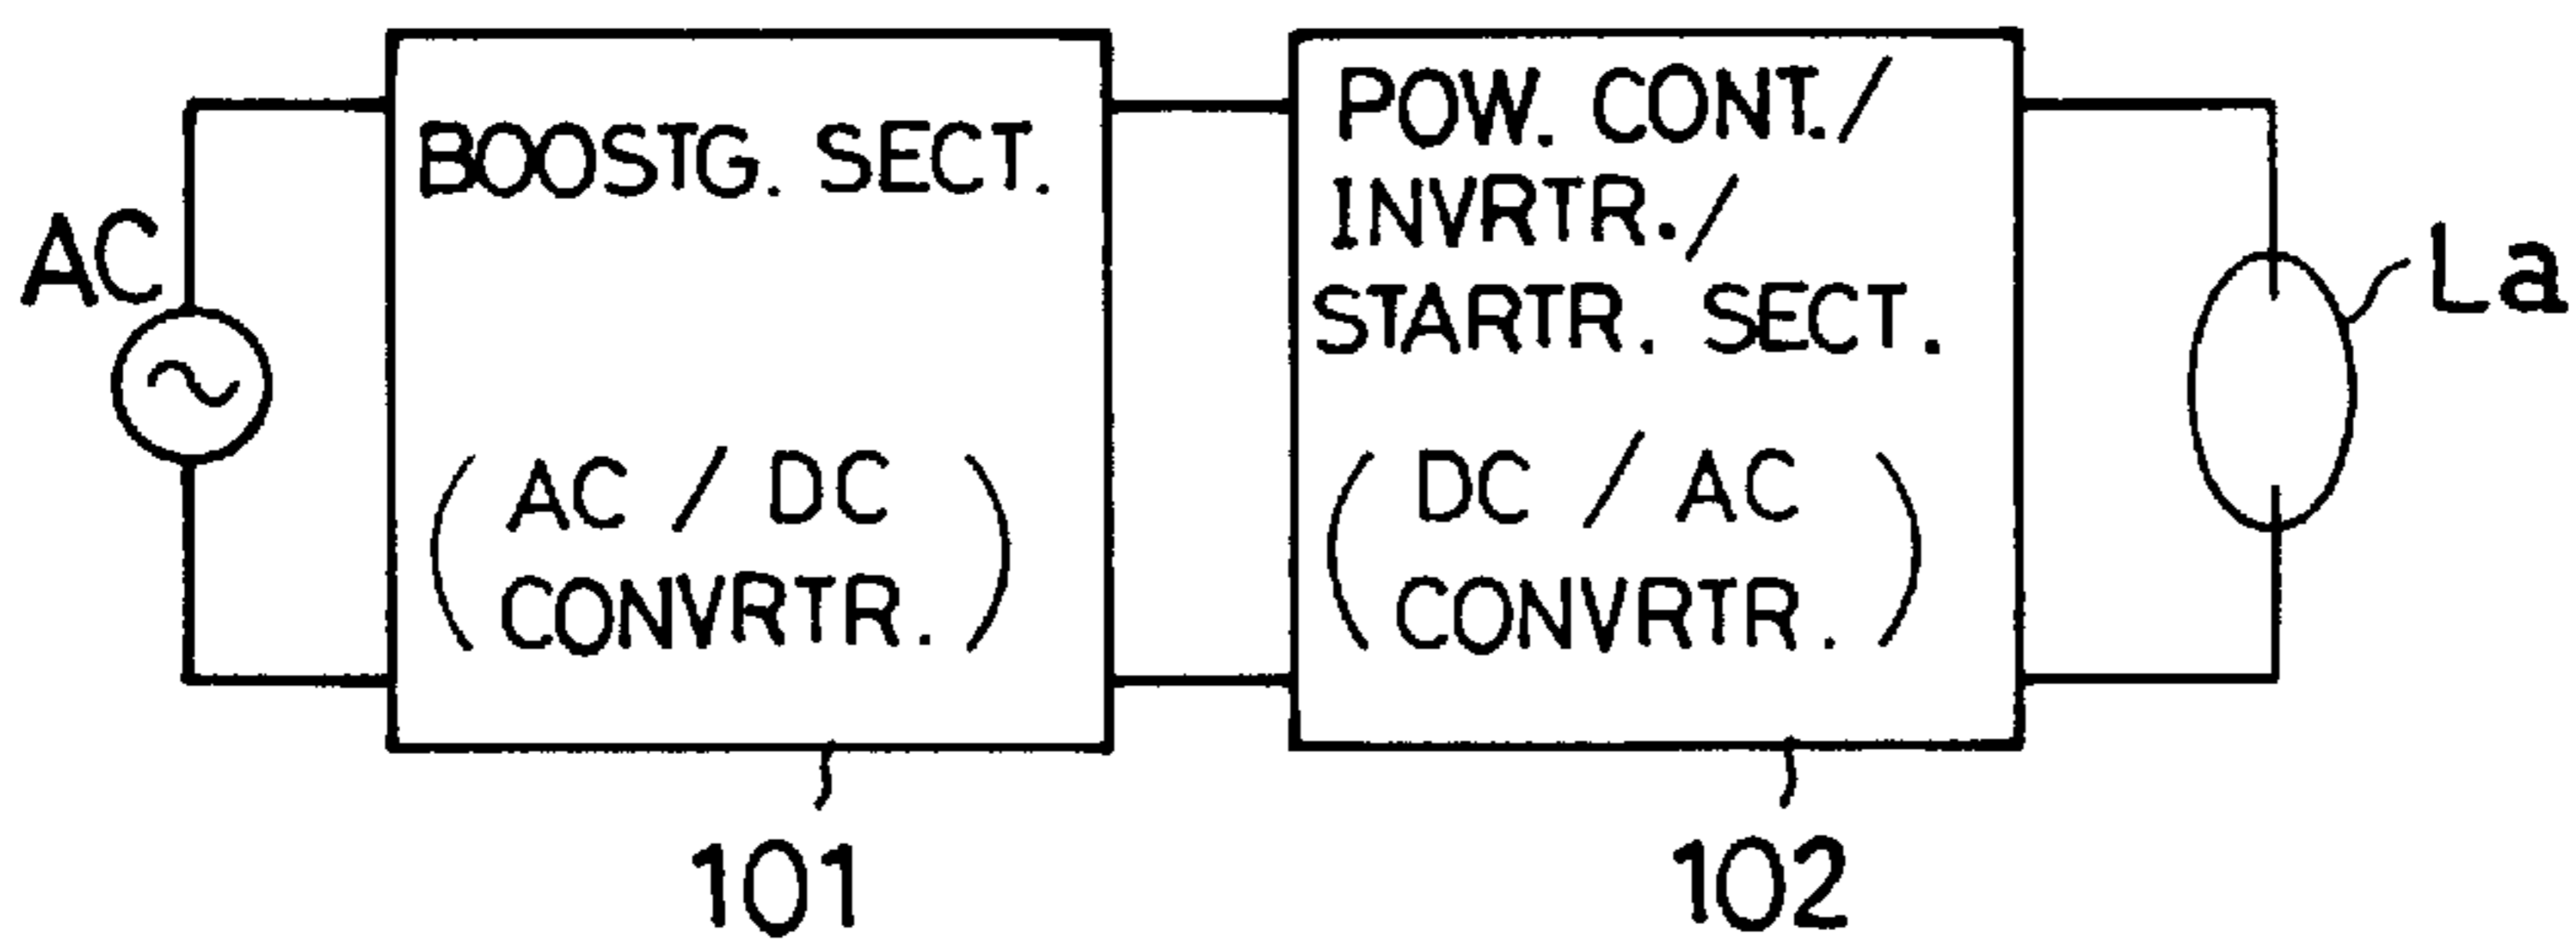 AC
BOOSTG. SECT.
( AC / DC
CONVRTR. )
101
POW. CONT./
INVRTR./
STARTR. SECT.
( DC / AC
CONVRTR. )
102
La